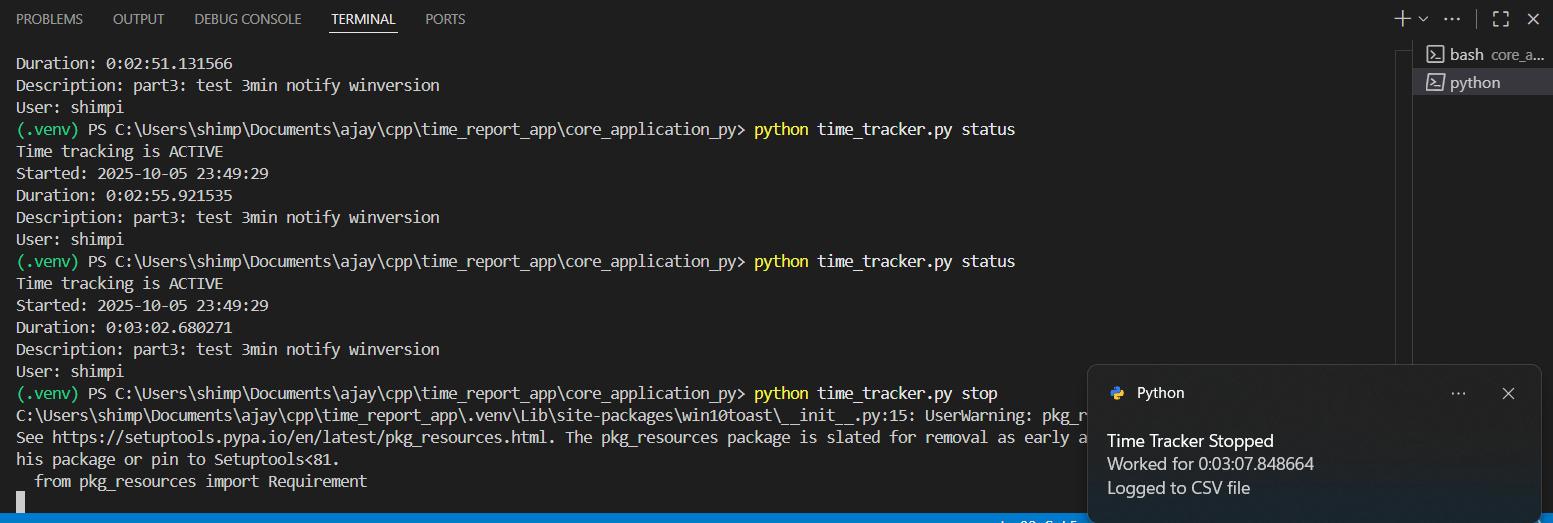 PROBLEMS OUTPUT DEBUG CONSOLE TERMINAL PORTS
Duration: 0:02:51.131566
Description: part3: test 3min notify winversion
User: shimpi
(.venv) PS C:\Users\shimp\Documents\ajay\cpp\time_report_app\core_application_py> python time_tracker.py status
Time tracking is ACTIVE
Started: 2025-10-05 23:49:29
Duration: 0:02:55.921535
Description: part3: test 3min notify winversion
User: shimpi
(.venv) PS C:\Users\shimp\Documents\ajay\cpp\time_report_app\core_application_py> python time_tracker.py status
Time tracking is ACTIVE
Started: 2025-10-05 23:49:29
Duration: 0:03:02.680271
Description: part3: test 3min notify winversion
User: shimpi
(.venv) PS C:\Users\shimp\Documents\ajay\cpp\time_report_app\core_application_py> python time_tracker.py stop
C:\Users\shimp\Documents\ajay\cpp\time_report_app\.venv\Lib\site-packages\win10toast\__init__.py:15: UserWarning: pkg_r
See https://setuptools.pypa.io/en/latest/pkg_resources.html. The pkg_resources package is slated for removal as early a
his package or pin to Setuptools<81.
from pkg_resources import Requirement
bash core_a...
python
Python
Time Tracker Stopped
Worked for 0:03:07.848664
Logged to CSV file